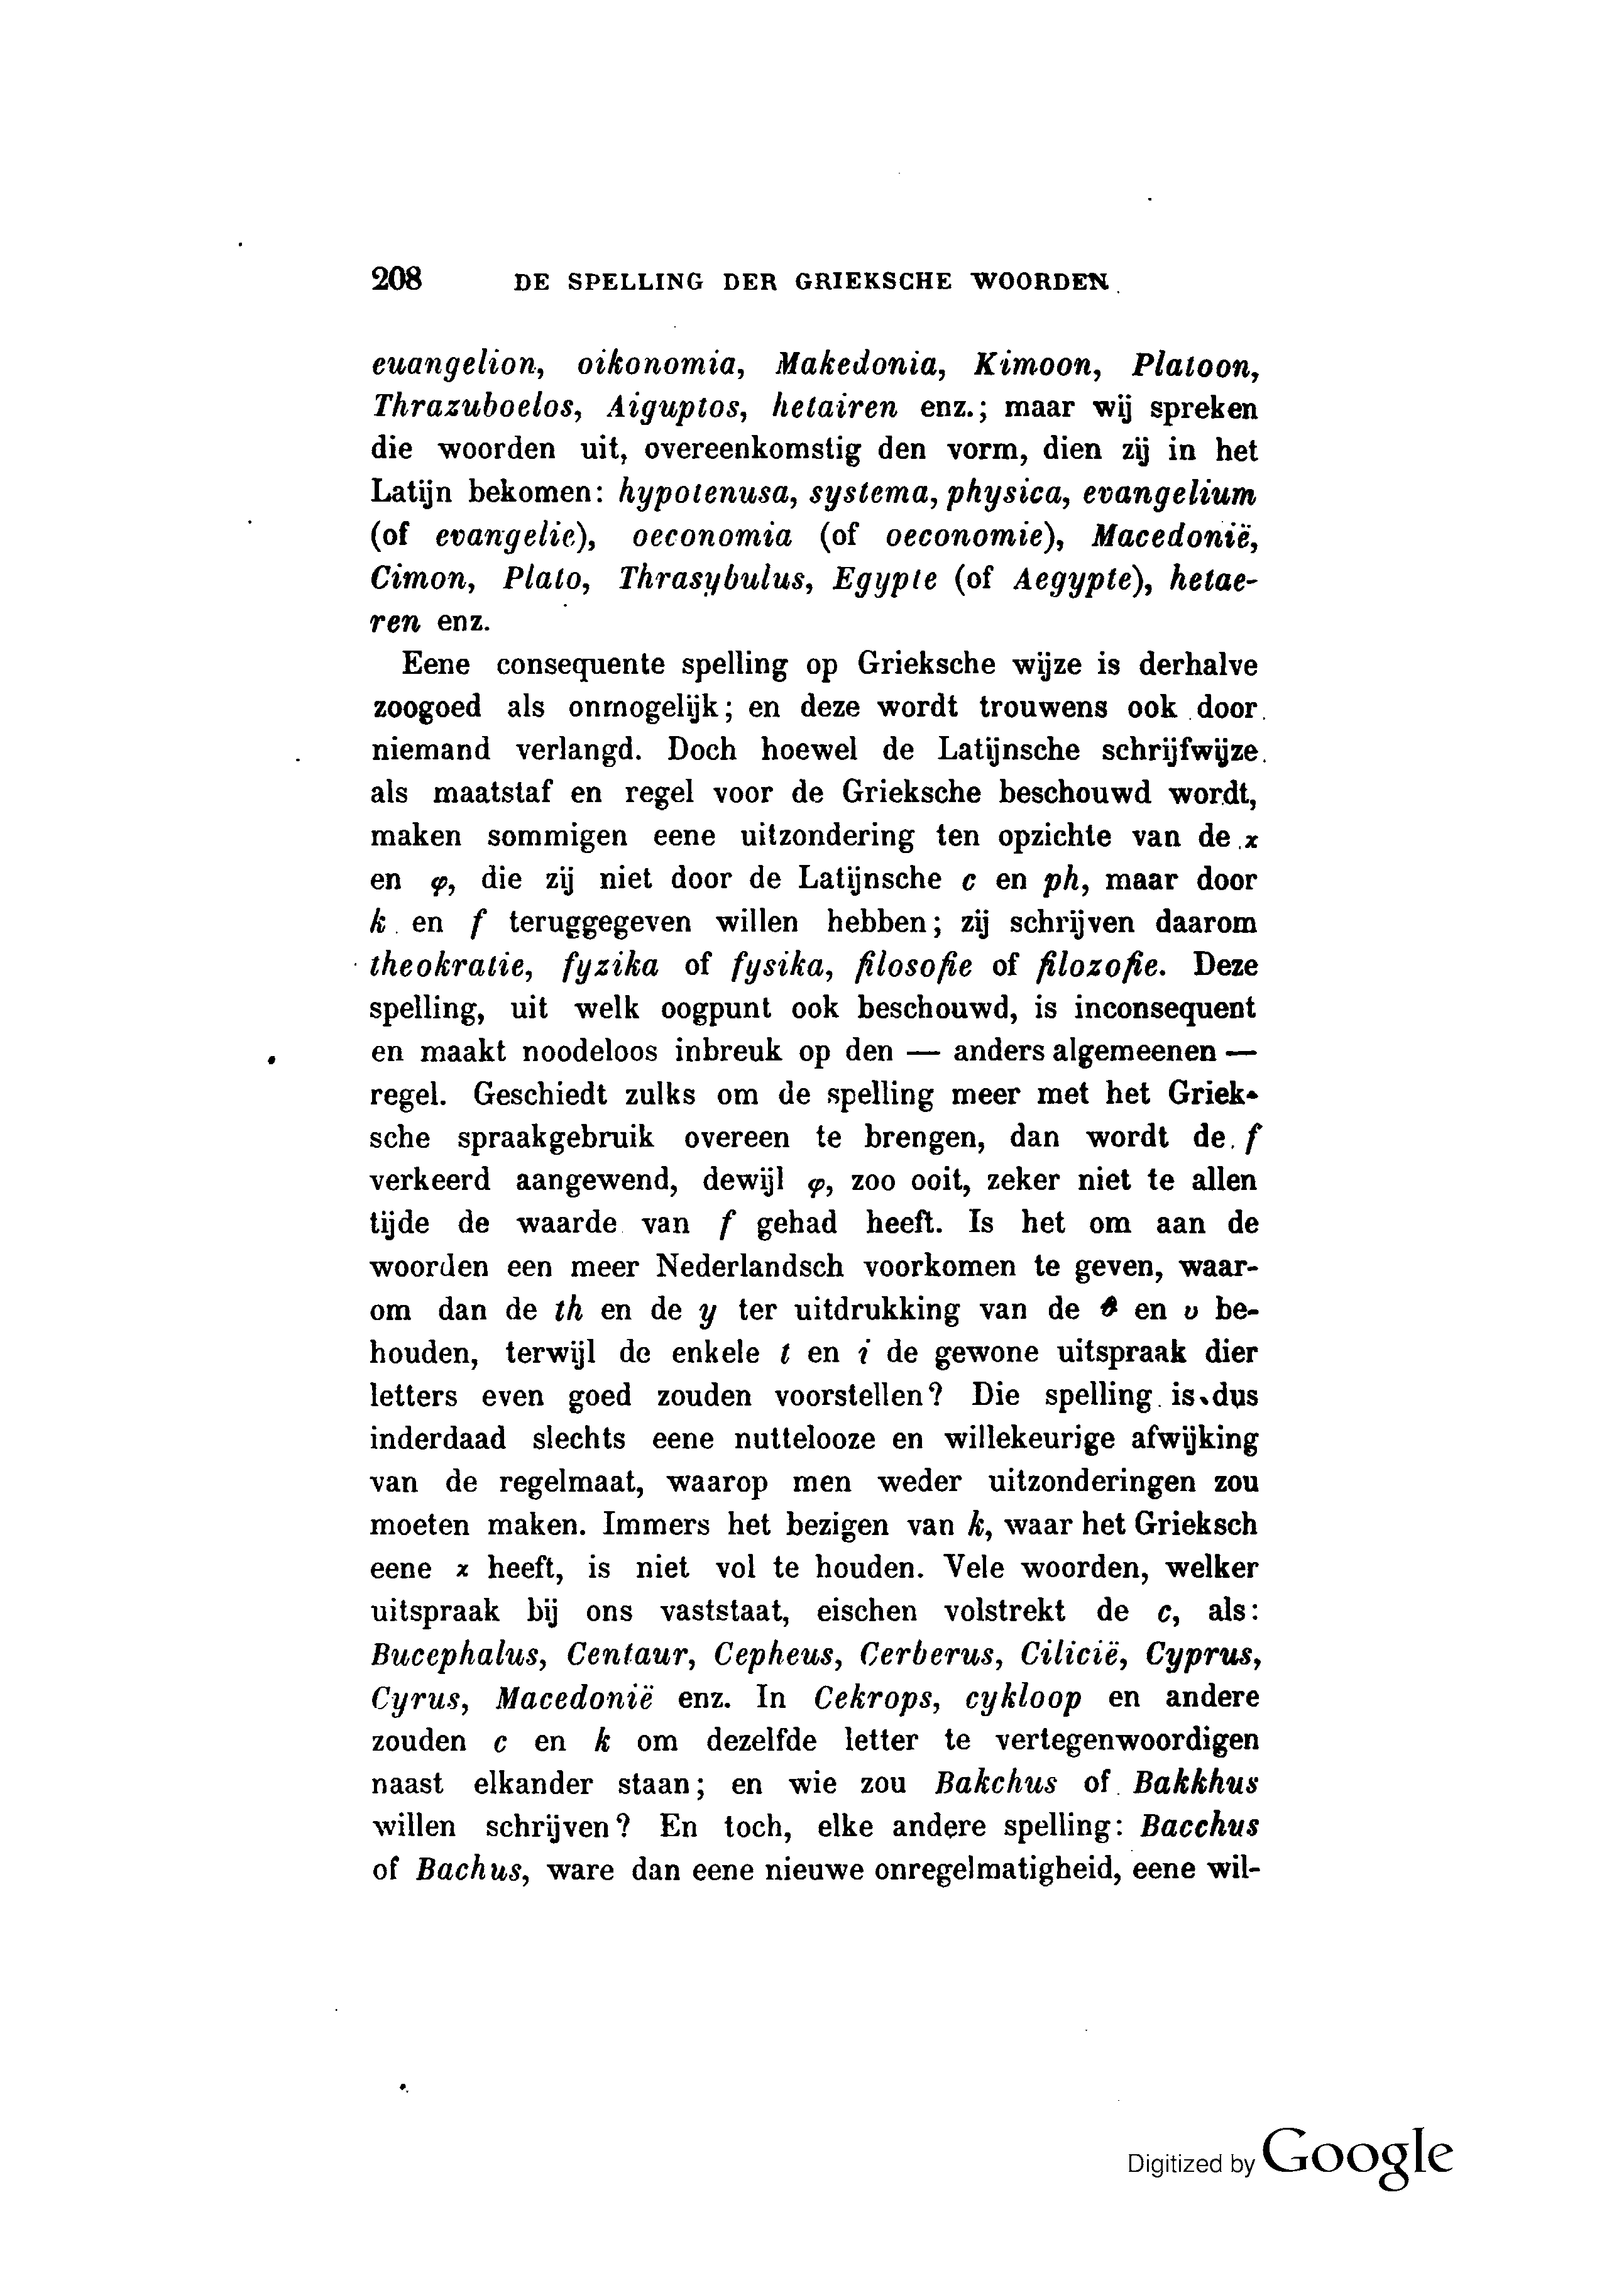 208 DE SPELLING DER GRIEKSCHE WOORDEN
euangelion, oikonomia, Makedonia, Kimoon, Platoon,
Thrazuboelos, Aiguptos, hetairen enz.; maar wij spreken
die woorden uit, overeenkomstig den vorm, dien zij in het
Latijn bekomen: hypotenusa, systema, physica, evangelium
(of evangelie), oeconomia (of oeconomie), Macedonië,
Cimon, Plato, Thrasybulus, Egypte (of Aegypte), hetae-
ren enz.
Eene consequente spelling op Grieksche wijze is derhalve
zoogoed als onmogelijk; en deze wordt trouwens ook door
niemand verlangd. Doch hoewel de Latijnsche schrijfwijze
als maatstaf en regel voor de Grieksche beschouwd wordt,
maken sommigen eene uitzondering ten opzichte van de ϰ
en φ, die zij niet door de Latijnsche c en ph, maar door
k en f teruggegeven willen hebben; zij schrijven daarom
theokratie, fyzika of fysika, filosofie of filozofie. Deze
spelling, uit welk oogpunt ook beschouwd, is inconsequent
en maakt noodeloos inbreuk op den — anders algemeenen —
regel. Geschiedt zulks om de spelling meer met het Griek-
sche spraakgebruik overeen te brengen, dan wordt de f
verkeerd aangewend, dewijl φ, zoo ooit, zeker niet te allen
tijde de waarde van f gehad heeft. Is het om aan de
woorden een meer Nederlandsch voorkomen te geven, waar-
om dan de th en de y ter uitdrukking van de θ en υ be-
houden, terwijl de enkele t en i de gewone uitspraak dier
letters even goed zouden voorstellen? Die spelling is dus
inderdaad slechts eene nuttelooze en willekeurige afwijking
van de regelmaat, waarop men weder uitzonderingen zou
moeten maken. Immers het bezigen van k, waar het Grieksch
eene ϰ heeft, is niet vol te houden. Vele woorden, welker
uitspraak bij ons vaststaat, eischen volstrekt de c, als:
Bucephalus, Centaur, Cepheus, Cerberus, Cilicië, Cyprus,
Cyrus, Macedonië enz. In Cekrops, cykloop en andere
zouden c en k om dezelfde letter te vertegenwoordigen
naast elkander staan; en wie zou Bakchus of Bakkhus
willen schrijven? En toch, elke andere spelling: Bacchus
of Bachus, ware dan eene nieuwe onregelmatigheid, eene wil-
Digitized by Google